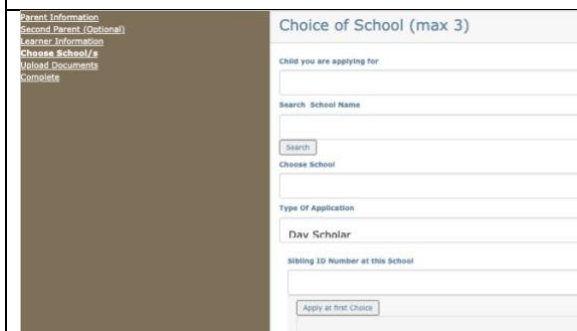 Parent Information
Second Parent (Optional)
Learner Information
Choose School/s
Upload Documents
Complete
Choice of School (max 3)
Child you are applying for
Search School Name
Search
Choose School
Type Of Application
Day Scholar
Sibling ID Number at this School
Apply at first Choice